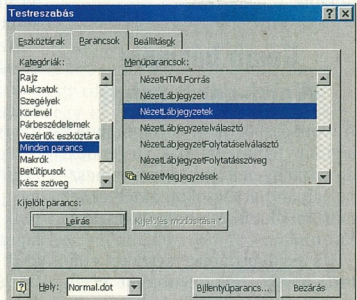 Testreszabás
Eszköztárak
Parancsok
Beállítások
Kategóriák:
Menüparancsok:
Rajz
Alakzatok
Szegélyek
Körlevél
Párbeszédelemek
Vezérlők eszköztára
Minden parancs
Makrók
Betűtípusok
Kész szöveg
NézetHTMLForrás
NézetLábjegyzet
NézetLábjegyzetek
NézetLábjegyzetelválasztó
NézetLábjegyzetFolytatáselválasztó
NézetLábjegyzetFolytatásszöveg
NézetMegjegyzések
Kijelölt parancs:
Leírás
Kijelölés módosítása
Hely:
Normal.dot
Billentyűparancs...
Bezárás